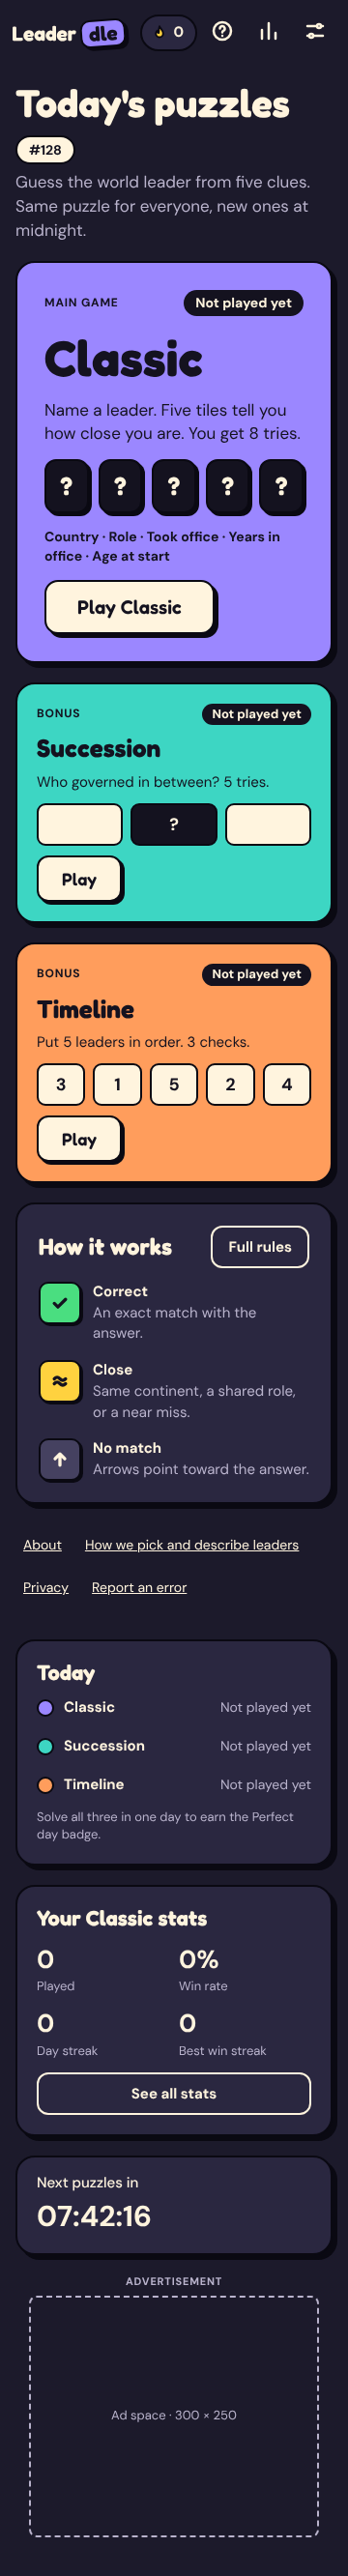 Leader dle 0
Today's puzzles
#128
Guess the world leader from five clues.
Same puzzle for everyone, new ones at
midnight.
MAIN GAME Not played yet
Classic
Name a leader. Five tiles tell you
how close you are. You get 8 tries.
? ? ? ? ?
Country · Role · Took office · Years in
office · Age at start
Play Classic
BONUS Not played yet
Succession
Who governed in between? 5 tries.
?
Play
BONUS Not played yet
Timeline
Put 5 leaders in order. 3 checks.
3 1 5 2 4
Play
How it works Full rules
Correct
An exact match with the
answer.
Close
Same continent, a shared role,
or a near miss.
No match
Arrows point toward the answer.
About How we pick and describe leaders
Privacy Report an error
Today
Classic Not played yet
Succession Not played yet
Timeline Not played yet
Solve all three in one day to earn the Perfect
day badge.
Your Classic stats
0 0%
Played Win rate
0 0
Day streak Best win streak
See all stats
Next puzzles in
07:42:16
ADVERTISEMENT
Ad space · 300 × 250